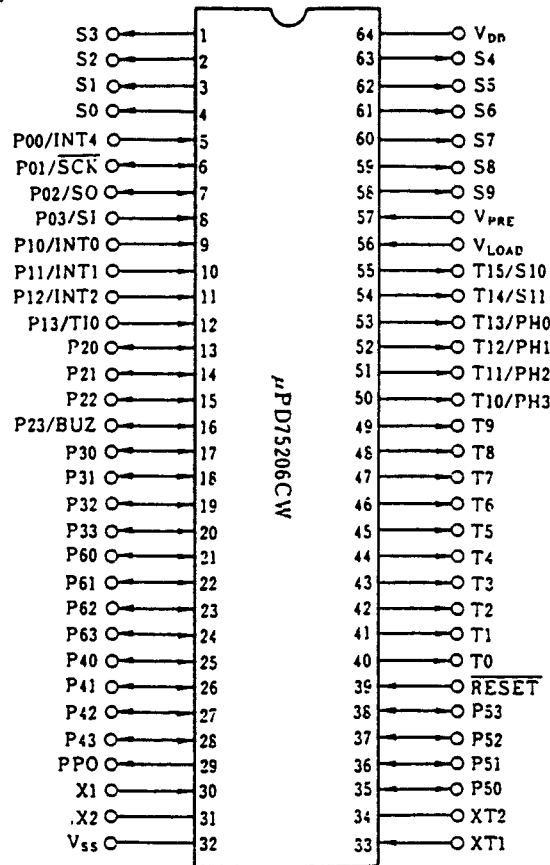 S3 1 64 VDD
S2 2 63 S4
S1 3 62 S5
S0 4 61 S6
P00/INT4 5 60 S7
P01/SCK 6 59 S8
P02/SO 7 58 S9
P03/SI 8 57 VPRE
P10/INT0 9 56 VLOAD
P11/INT1 10 55 T15/S10
P12/INT2 11 54 T14/S11
P13/TI0 12 53 T13/PH0
P20 13 52 T12/PH1
P21 14 51 T11/PH2
P22 15 50 T10/PH3
P23/BUZ 16 49 T9
P30 17 48 T8
P31 18 47 T7
P32 19 46 T6
P33 20 45 T5
P60 21 44 T4
P61 22 43 T3
P62 23 42 T2
P63 24 41 T1
P40 25 40 T0
P41 26 39 RESET
P42 27 38 P53
P43 28 37 P52
PPO 29 36 P51
X1 30 35 P50
X2 31 34 XT2
VSS 32 33 XT1
μPD75206CW